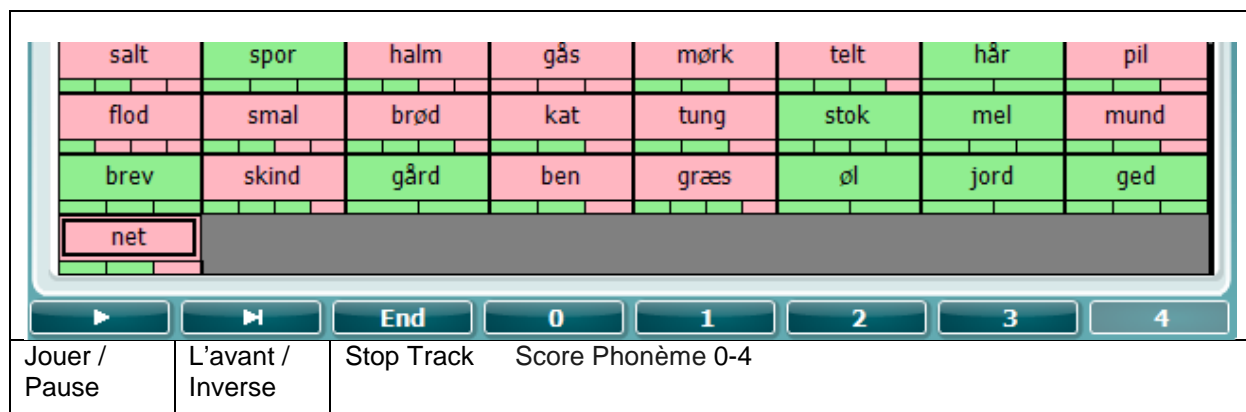 salt spor halm gås mørk telt hår pil
flod smal brød kat tung stok mel mund
brev skind gård ben græs øl jord ged
net
End 0 1 2 3 4
Jouer / L'avant / Stop Track Score Phonème 0-4
Pause Inverse